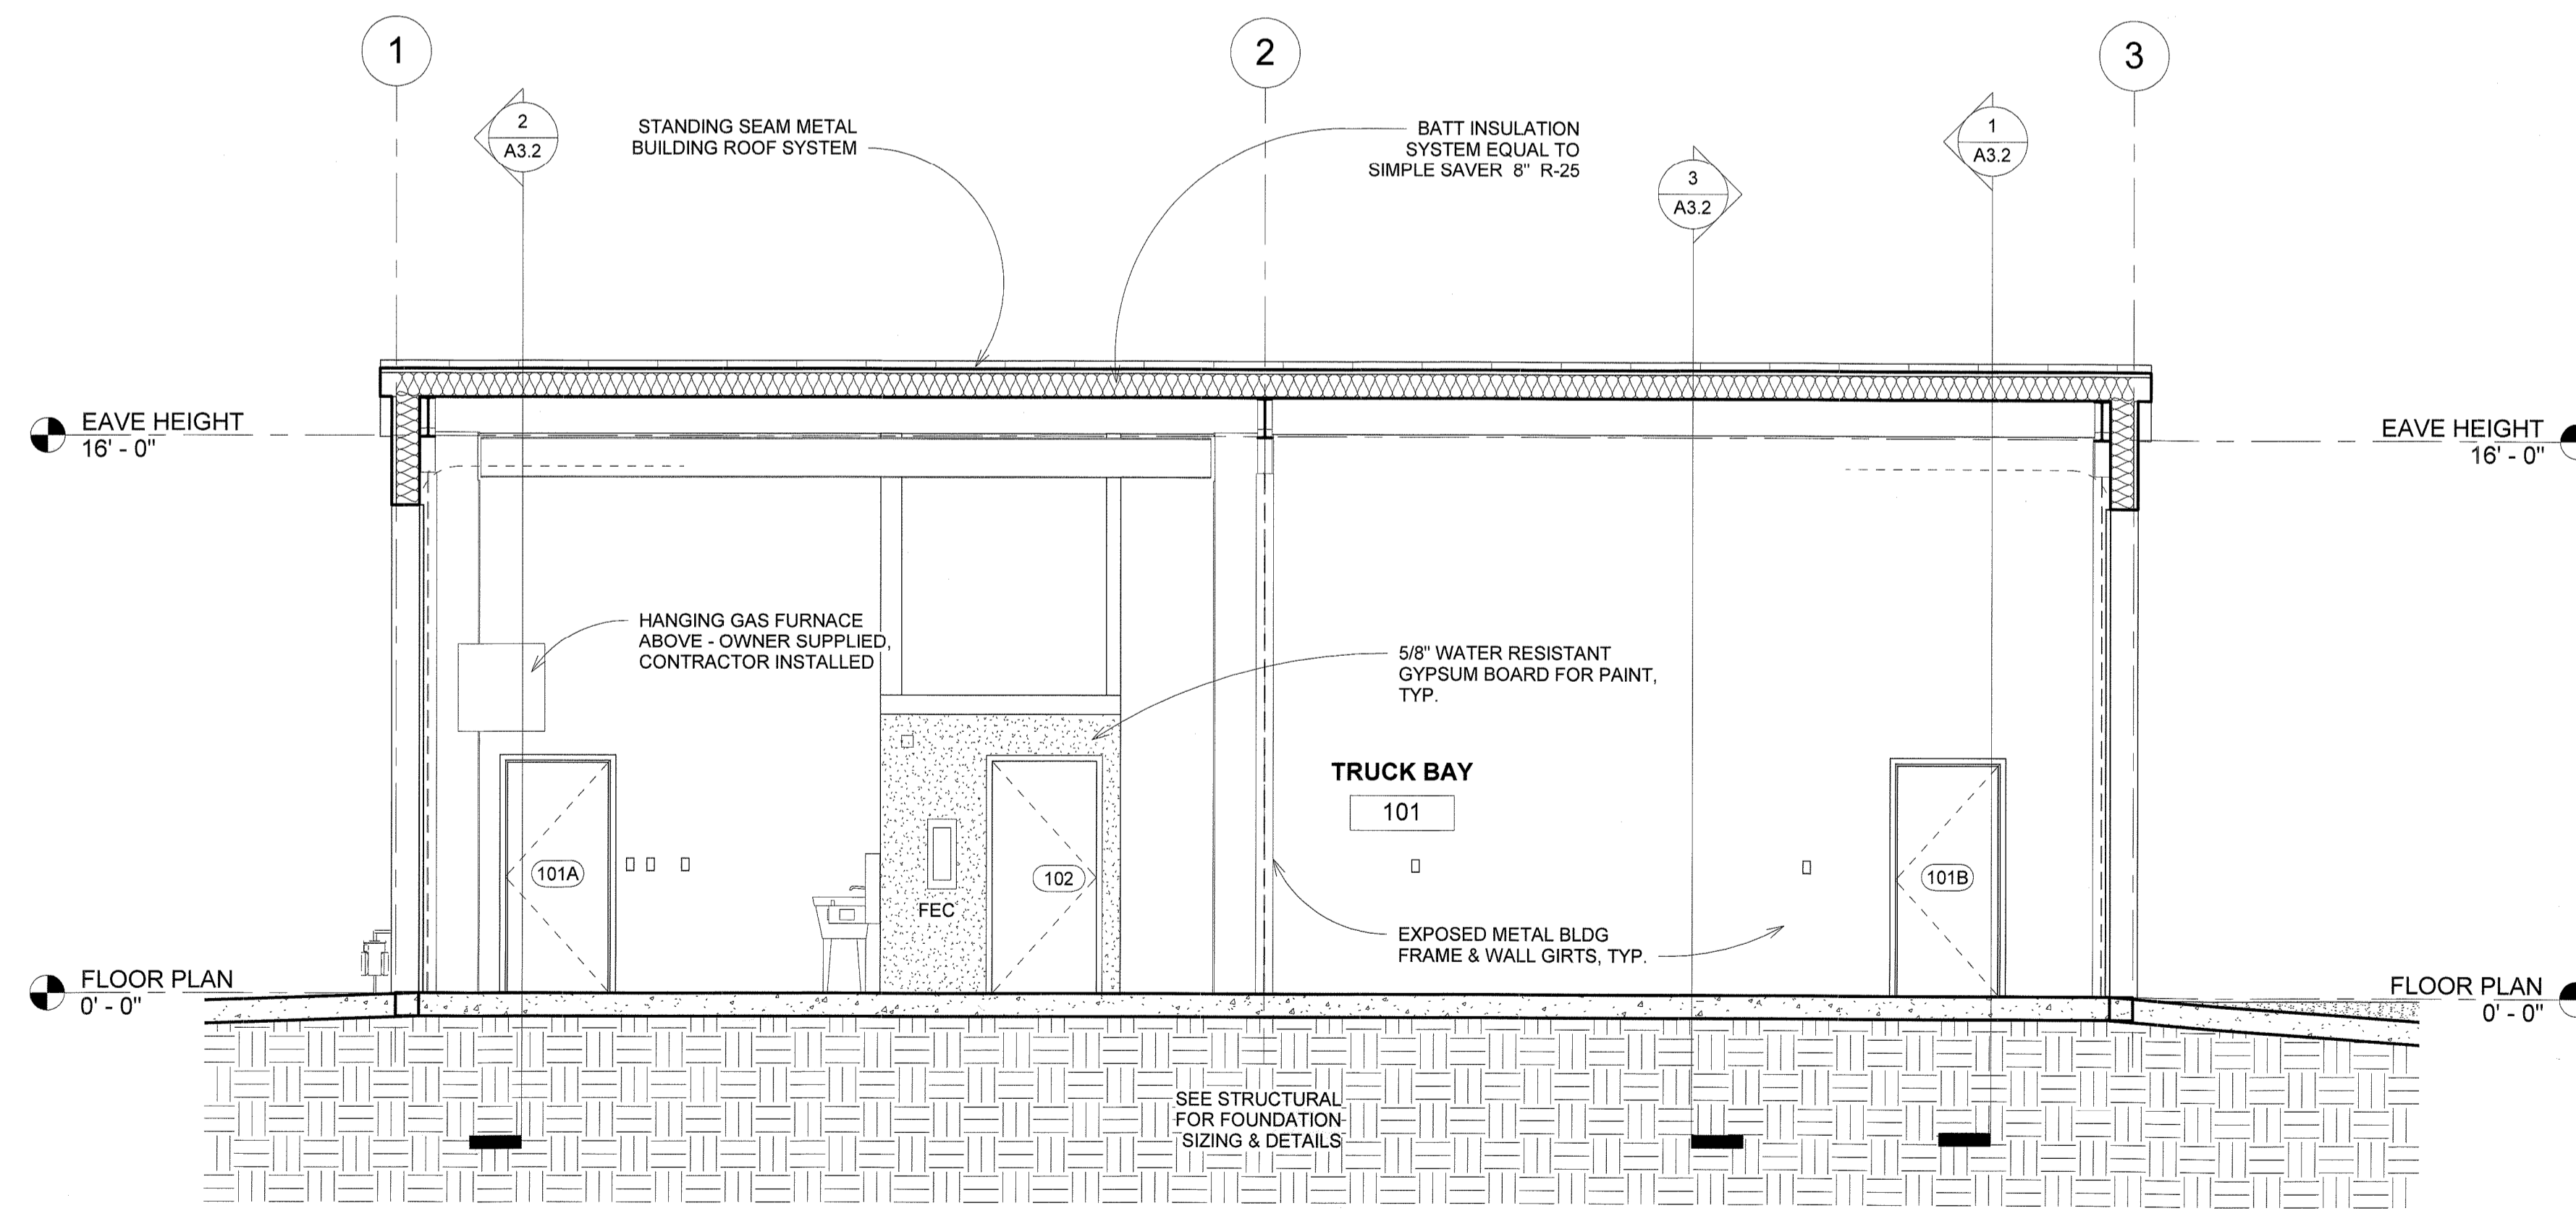 1
2
3
2
A3.2
STANDING SEAM METAL
BUILDING ROOF SYSTEM
BATT INSULATION
SYSTEM EQUAL TO
SIMPLE SAVER 8" R-25
3
A3.2
1
A3.2
EAVE HEIGHT
16' - 0"
EAVE HEIGHT
16' - 0"
HANGING GAS FURNACE
ABOVE - OWNER SUPPLIED,
CONTRACTOR INSTALLED
5/8" WATER RESISTANT
GYPSUM BOARD FOR PAINT,
TYP.
TRUCK BAY
101
101A
102
101B
FEC
EXPOSED METAL BLDG
FRAME & WALL GIRTS, TYP.
FLOOR PLAN
0' - 0"
FLOOR PLAN
0' - 0"
SEE STRUCTURAL
FOR FOUNDATION
SIZING & DETAILS